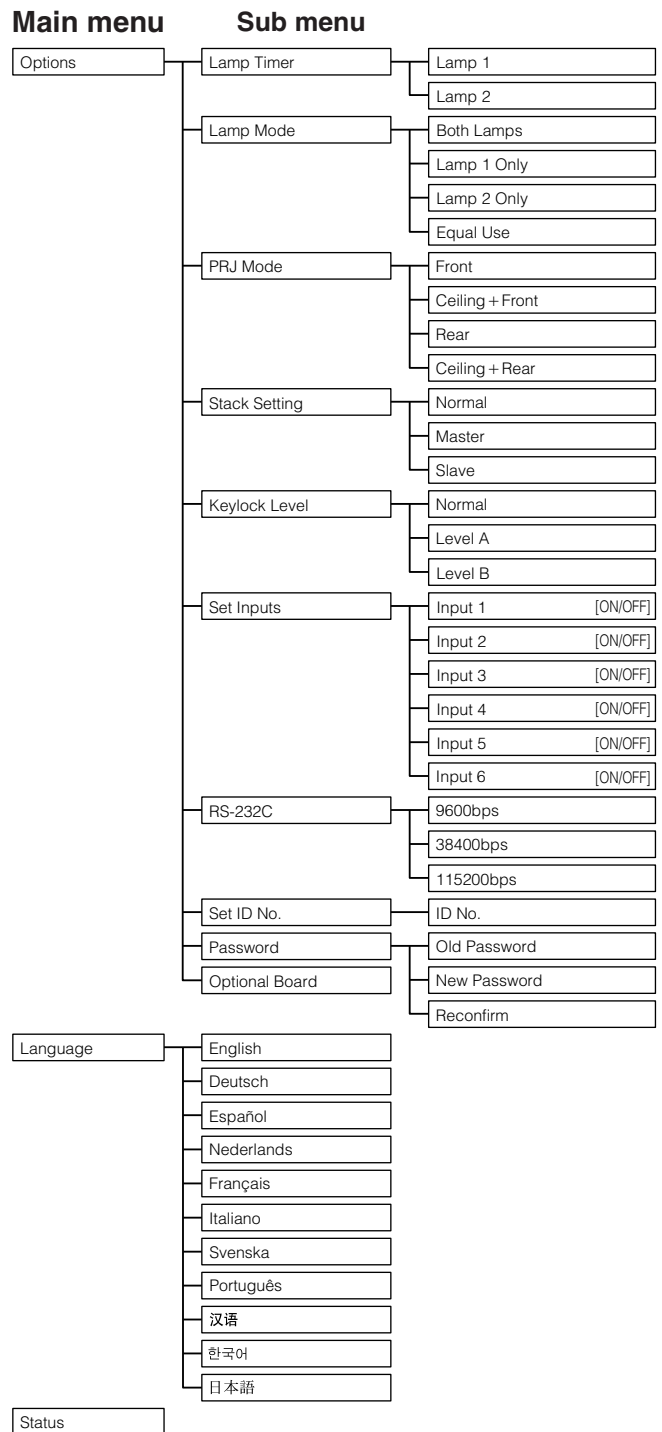 Main menu Sub menu
Options Lamp Timer Lamp 1
Lamp 2
Lamp Mode Both Lamps
Lamp 1 Only
Lamp 2 Only
Equal Use
PRJ Mode Front
Ceiling+Front
Rear
Ceiling+Rear
Stack Setting Normal
Master
Slave
Keylock Level Normal
Level A
Level B
Set Inputs Input 1 [ON/OFF]
Input 2 [ON/OFF]
Input 3 [ON/OFF]
Input 4 [ON/OFF]
Input 5 [ON/OFF]
Input 6 [ON/OFF]
RS-232C 9600bps
38400bps
115200bps
Set ID No. ID No.
Password Old Password
Optional Board New Password
Reconfirm
Language English
Deutsch
Español
Nederlands
Français
Italiano
Svenska
Português
汉语
한국어
日本語
Status